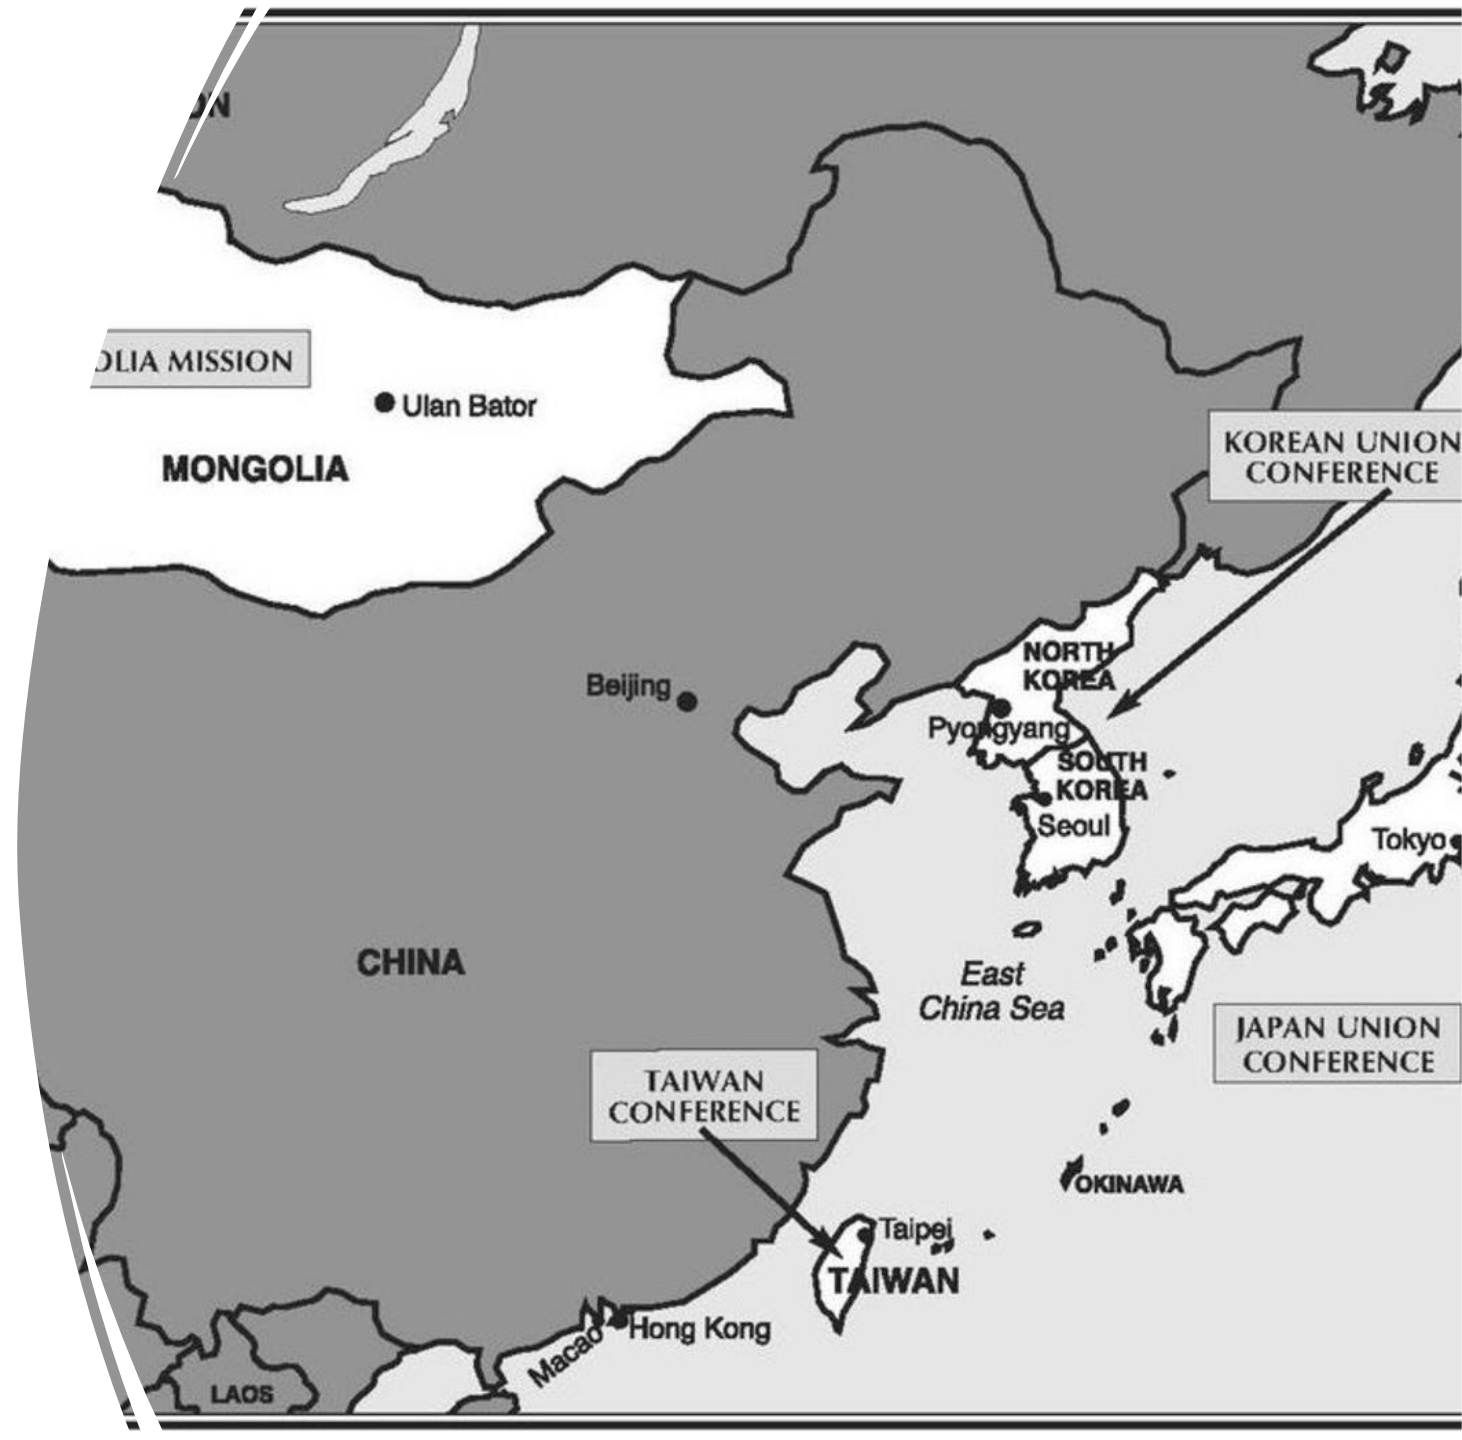 ON
OLIA MISSION
Ulan Bator
MONGOLIA
KOREAN UNION
CONFERENCE
NORTH
KOREA
Beijing
Pyongyang
SOUTH
KOREA
Seoul
Tokyo
CHINA
East
China Sea
JAPAN UNION
CONFERENCE
TAIWAN
CONFERENCE
OKINAWA
Taipei
TAIWAN
Hong Kong
Macao
LAOS